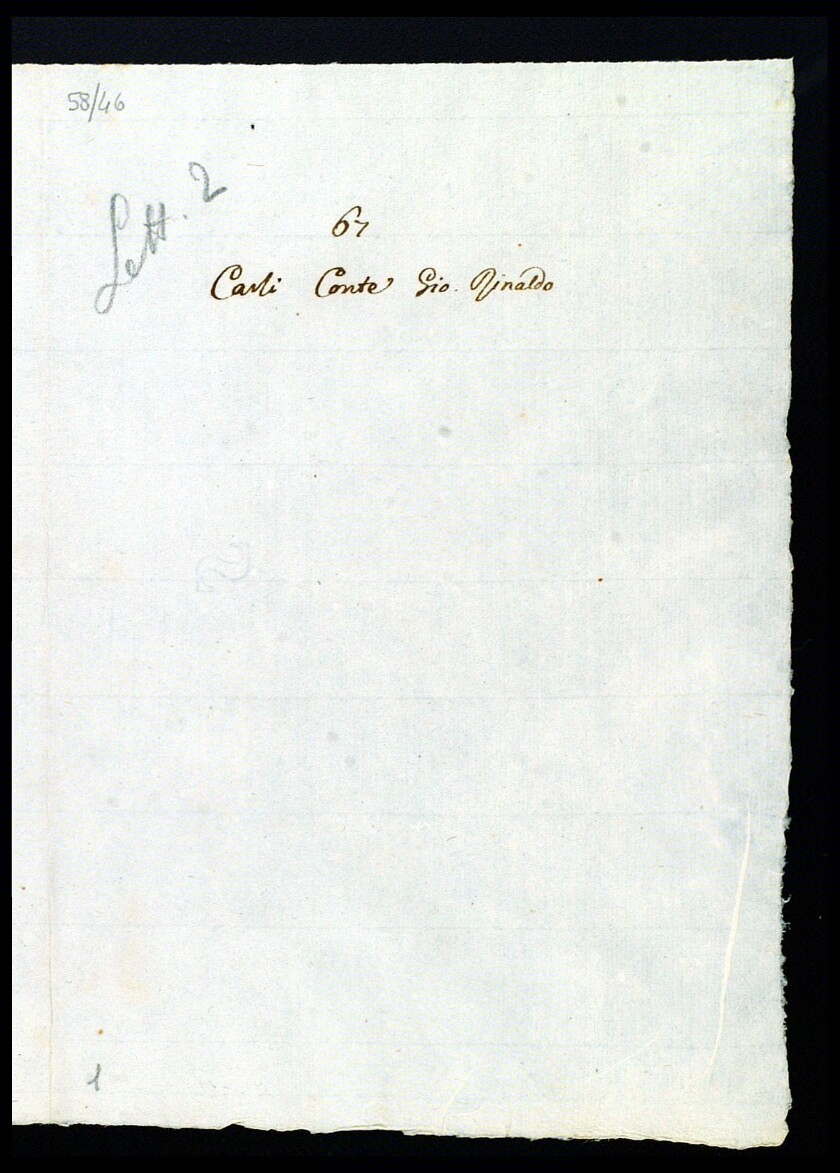 58/46
Lett. 2
67
Carli Conte Gio. Rinaldo
1